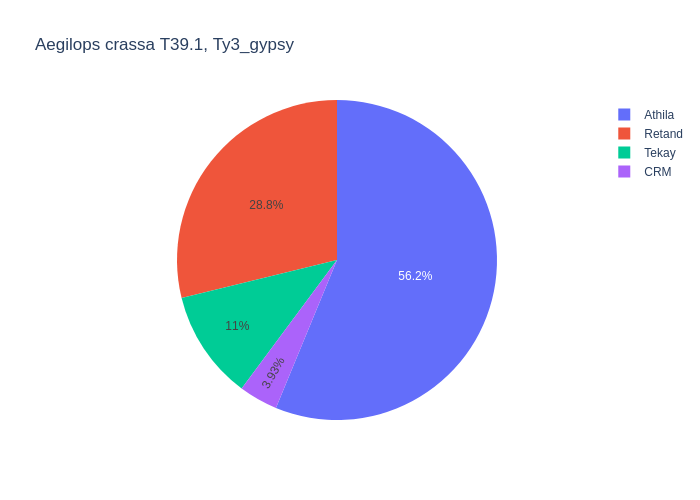 Aegilops crassa T39.1, Ty3_gypsy
Athila
Retand
Tekay
CRM
28.8%
56.2%
11%
3.93%